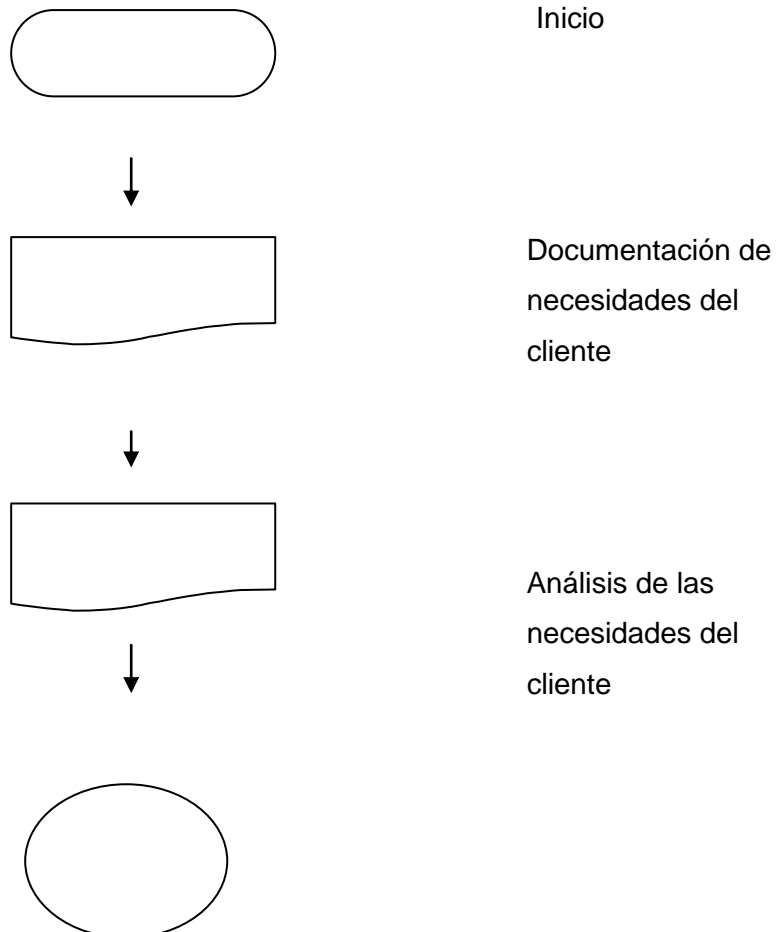 Inicio
Documentación de
necesidades del
cliente
Análisis de las
necesidades del
cliente